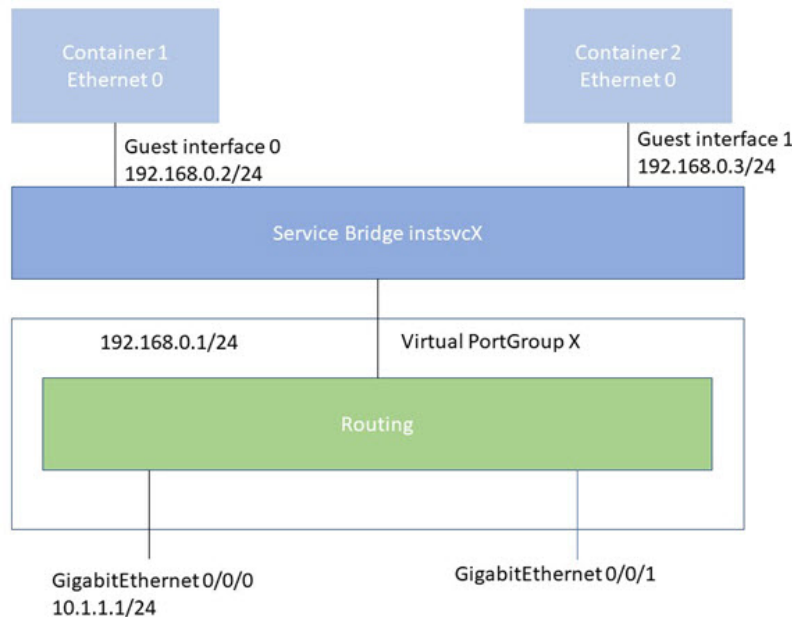 Container 1
Ethernet 0
Container 2
Ethernet 0
Guest interface 0
192.168.0.2/24
Guest interface 1
192.168.0.3/24
Service Bridge instsvcX
192.168.0.1/24
Virtual PortGroup X
Routing
GigabitEthernet 0/0/0
10.1.1.1/24
GigabitEthernet 0/0/1